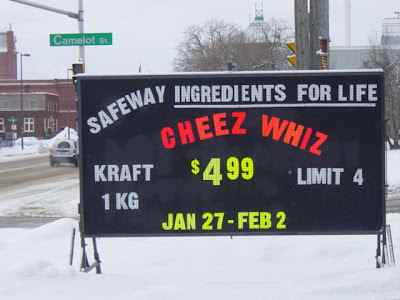 Camelot St.
SAFEWAY INGREDIENTS FOR LIFE
CHEEZ WHIZ
KRAFT $4.99 LIMIT 4
1 KG
JAN 27 - FEB 2